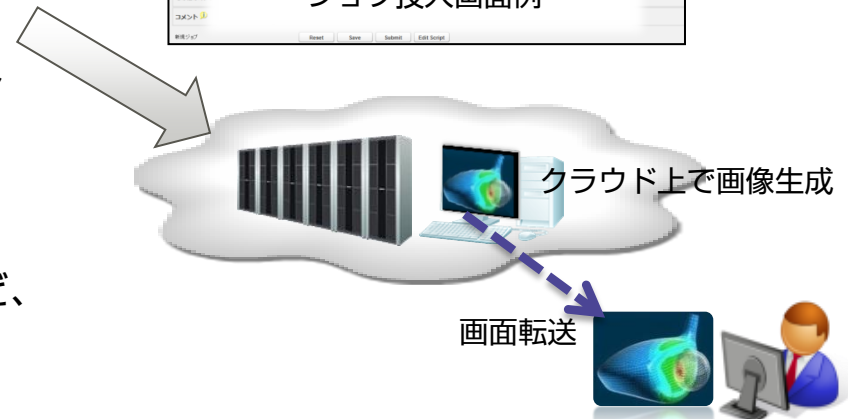 ジョブ投入画面例
コメント
新規ジョブ
Reset
Save
Submit
Edit Script
クラウド上で画像生成
、
画面転送